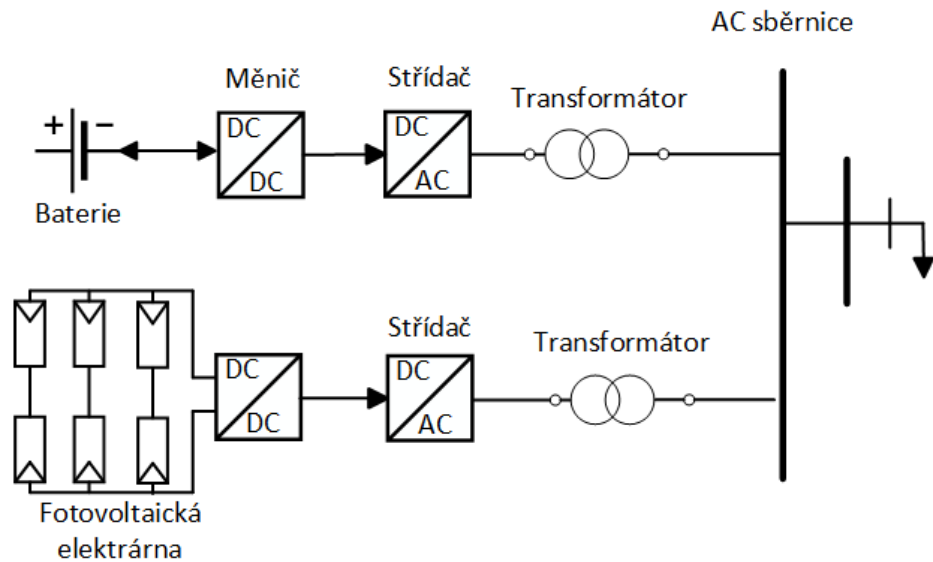 AC sběrnice
Měnič
Střídač
Transformátor
+ −
DC
DC
DC
AC
Baterie
Střídač
Transformátor
DC
DC
DC
AC
Fotovoltaická
elektrárna